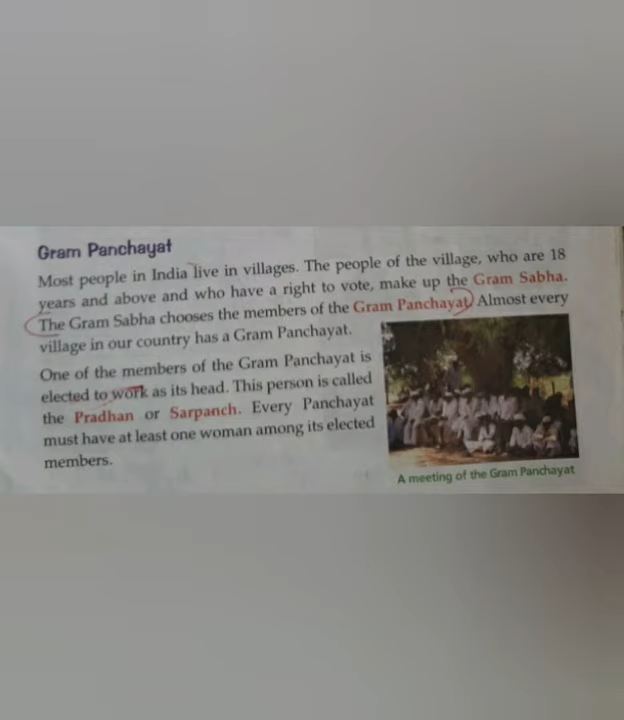 Gram Panchayat
Most people in India live in villages. The people of the village, who are 18
years and above and who have a right to vote, make up the Gram Sabha.
The Gram Sabha chooses the members of the Gram Panchayat. Almost every
village in our country has a Gram Panchayat.
One of the members of the Gram Panchayat is
elected to work as its head. This person is called
the Pradhan or Sarpanch. Every Panchayat
must have at least one woman among its elected
members.
A meeting of the Gram Panchayat